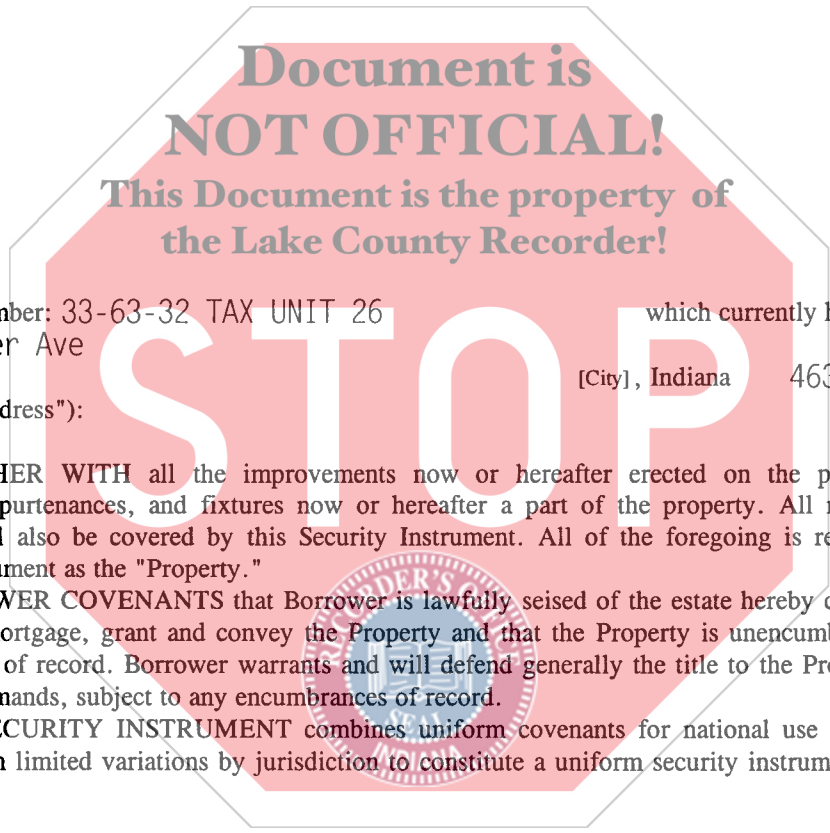 Document is
NOT OFFICIAL!
This Document is the property of
the Lake County Recorder!
nber: 33-63-32 TAX UNIT 26 which currently h
er Ave
[City], Indiana 463
dress"):
STOP
HER WITH all the improvements now or hereafter erected on the p
purtenances, and fixtures now or hereafter a part of the property. All r
l also be covered by this Security Instrument. All of the foregoing is re
ument as the "Property."
WER COVENANTS that Borrower is lawfully seised of the estate hereby c
ortgage, grant and convey the Property and that the Property is unencumb
of record. Borrower warrants and will defend generally the title to the Pro
mands, subject to any encumbrances of record.
ECURITY INSTRUMENT combines uniform covenants for national use
n limited variations by jurisdiction to constitute a uniform security instrum
RECORDER'S OFFICE
SEAL
INDIANA